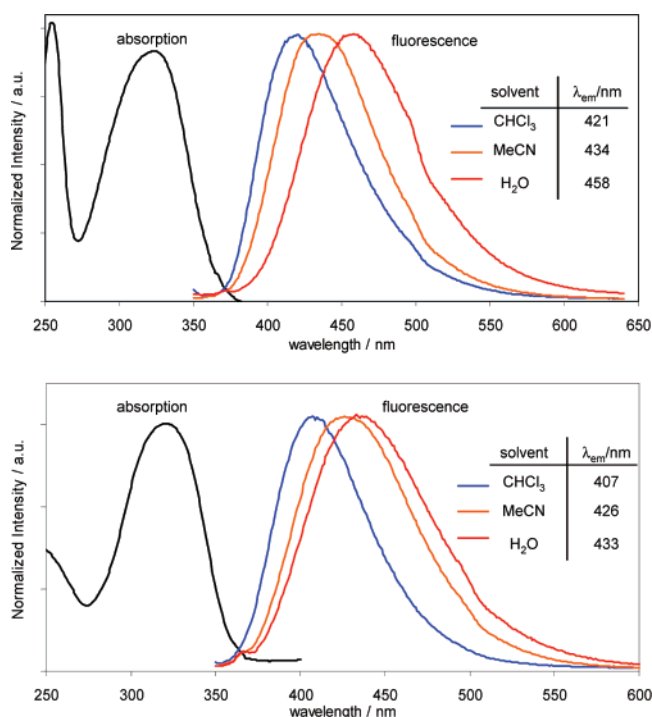 Normalized Intensity / a.u.
absorption
fluorescence
solvent λem/nm
CHCl₃ 421
MeCN 434
H₂O 458
250 300 350 400 450 500 550 600 650
wavelength / nm
Normalized Intensity / a.u.
absorption
fluorescence
solvent λem/nm
CHCl₃ 407
MeCN 426
H₂O 433
250 300 350 400 450 500 550 600
wavelength / nm